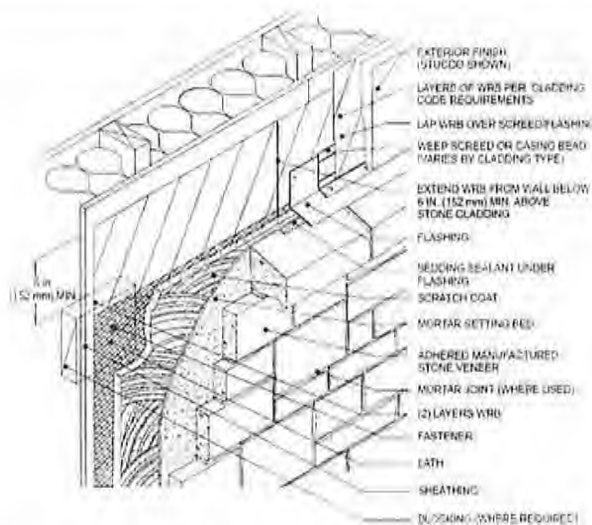 EXTERIOR FINISH
(STUCCO SHOWN)
LAYERS OF WRB PER CLADDING
CODE REQUIREMENTS
LAP WRB OVER SCREED/FLASHING
WEEP SCREED OR CASING BEAD
(VARIES BY CLADDING TYPE)
EXTEND WRB FROM WALL BELOW
6 IN. (152 mm) MIN. ABOVE
STONE CLADDING
FLASHING
BEDDING SEALANT UNDER
FLASHING
SCRATCH COAT
MORTAR SETTING BED
ADHERED MANUFACTURED
STONE VENEER
MORTAR JOINT (WHERE USED)
(2) LAYERS WRB
FASTENER
LATH
SHEATHING
BLOCKING (WHERE REQUIRED)
in.
(152 mm) MIN.